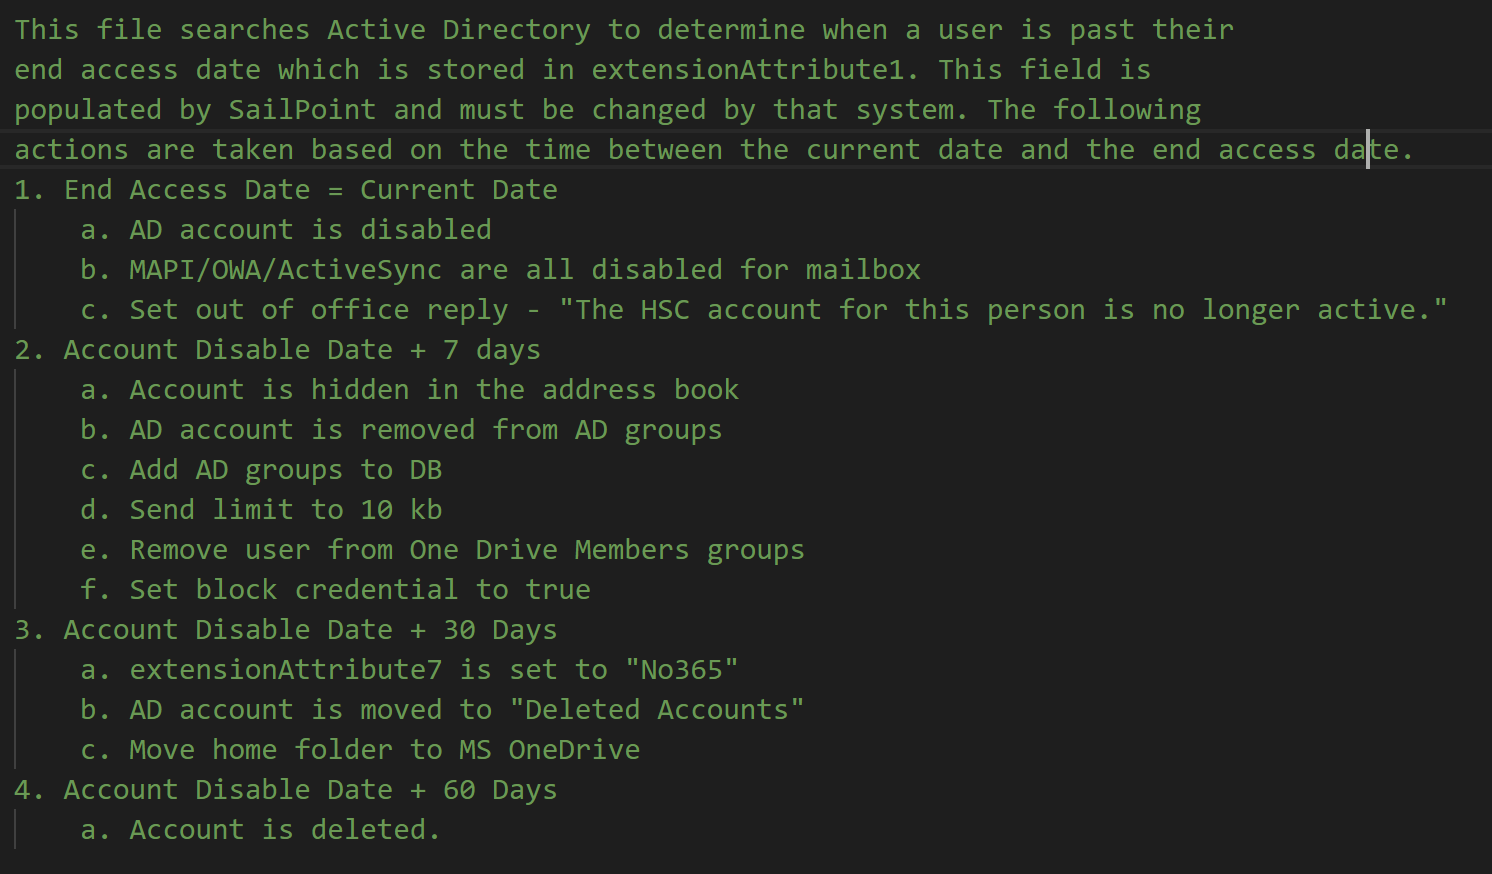 This file searches Active Directory to determine when a user is past their
end access date which is stored in extensionAttribute1. This field is
populated by SailPoint and must be changed by that system. The following
actions are taken based on the time between the current date and the end access date.
1. End Access Date = Current Date
a. AD account is disabled
b. MAPI/OWA/ActiveSync are all disabled for mailbox
c. Set out of office reply - "The HSC account for this person is no longer active."
2. Account Disable Date + 7 days
a. Account is hidden in the address book
b. AD account is removed from AD groups
c. Add AD groups to DB
d. Send limit to 10 kb
e. Remove user from One Drive Members groups
f. Set block credential to true
3. Account Disable Date + 30 Days
a. extensionAttribute7 is set to "No365"
b. AD account is moved to "Deleted Accounts"
c. Move home folder to MS OneDrive
4. Account Disable Date + 60 Days
a. Account is deleted.